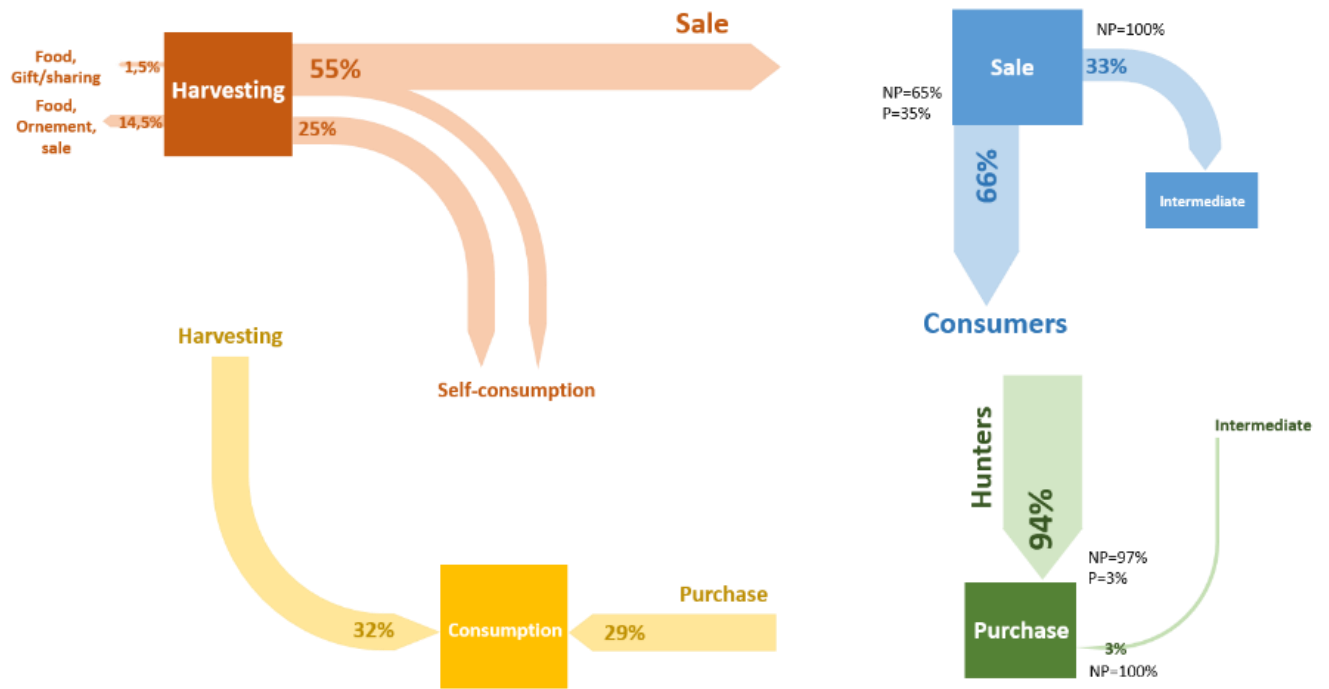 Sale
Food,
Gift/sharing
1,5%
Harvesting
55%
Food,
Ornement,
sale
14,5%
25%
Self-consumption
NP=100%
Sale
33%
NP=65%
P=35%
66%
Intermediate
Consumers
Harvesting
32%
Consumption
29%
Purchase
Hunters
94%
Intermediate
NP=97%
P=3%
Purchase
3%
NP=100%